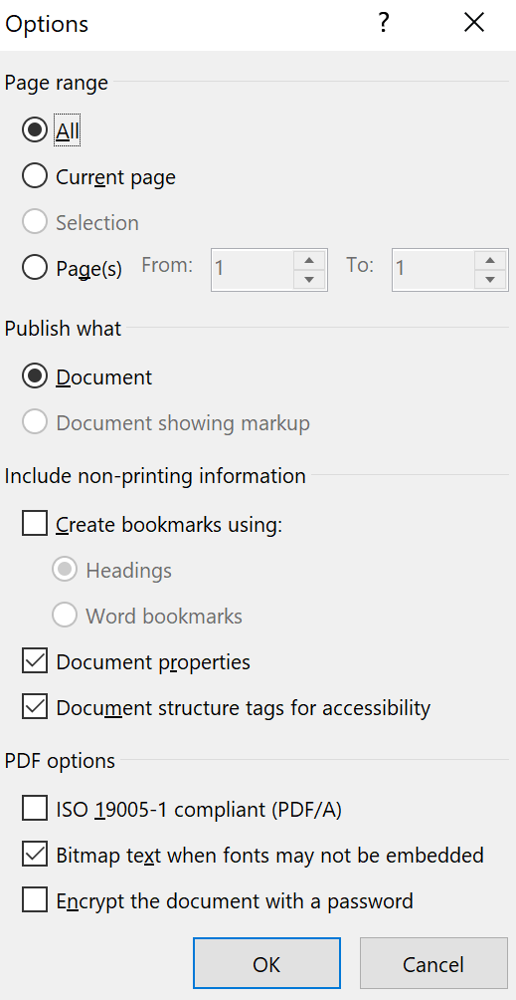 Options ?
Page range
All
Current page
Selection
Page(s) From: 1 To: 1
Publish what
Document
Document showing markup
Include non-printing information
Create bookmarks using:
Headings
Word bookmarks
Document properties
Document structure tags for accessibility
PDF options
ISO 19005-1 compliant (PDF/A)
Bitmap text when fonts may not be embedded
Encrypt the document with a password
OK Cancel